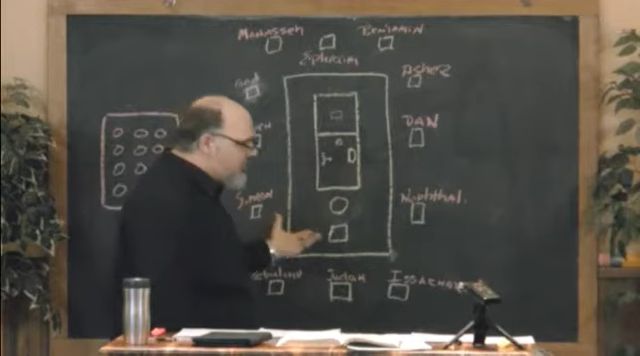 Manasseh
Benjamin
Ephraim
Gad
Asher
DAN
Simeon
Naphthal.
Judah
ISSACHAR